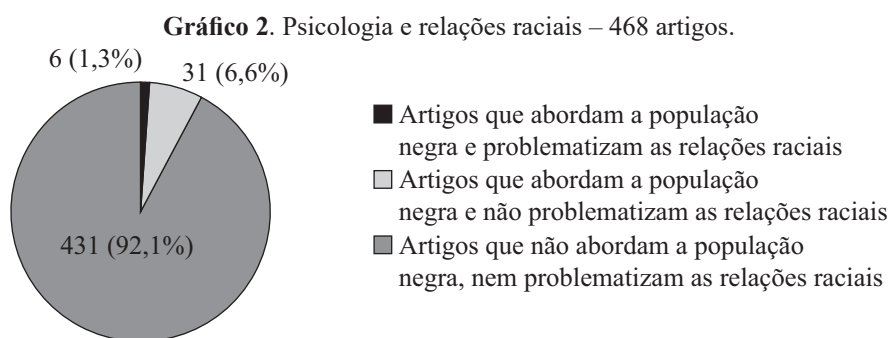 Gráfico 2. Psicologia e relações raciais – 468 artigos.
6 (1,3%)
31 (6,6%)
431 (92,1%)
Artigos que abordam a população
negra e problematizam as relações raciais
Artigos que abordam a população
negra e não problematizam as relações raciais
Artigos que não abordam a população
negra, nem problematizam as relações raciais